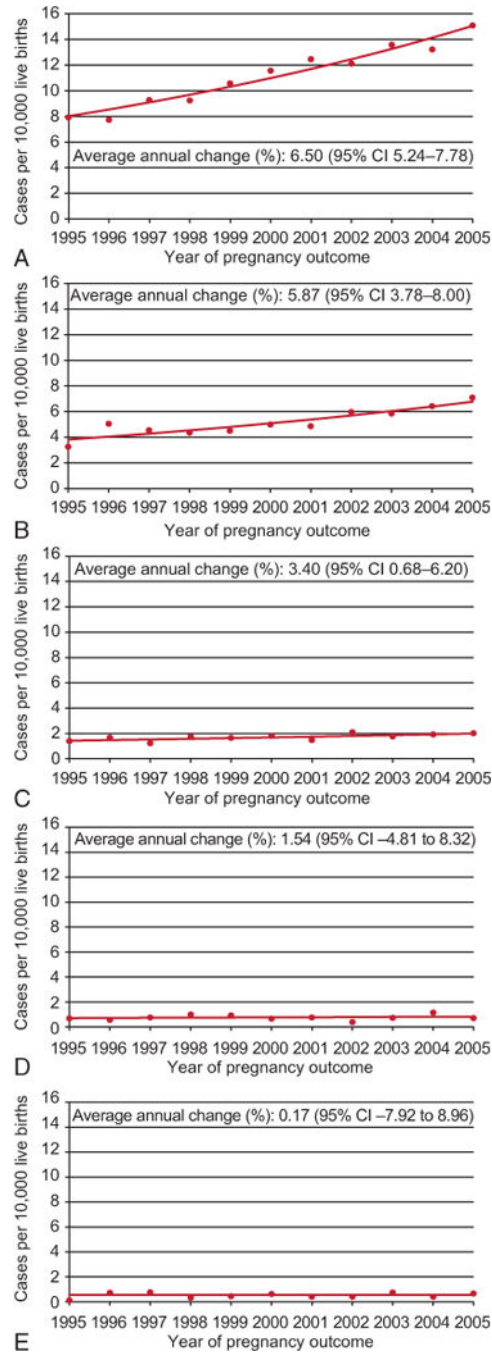 Cases per 10,000 live births
16
14
12
10
8
6
4
2
0
Average annual change (%): 6.50 (95% CI 5.24–7.78)
1995 1996 1997 1998 1999 2000 2001 2002 2003 2004 2005
A
Year of pregnancy outcome
Cases per 10,000 live births
16
14
12
10
8
6
4
2
0
Average annual change (%): 5.87 (95% CI 3.78–8.00)
1995 1996 1997 1998 1999 2000 2001 2002 2003 2004 2005
B
Year of pregnancy outcome
Cases per 10,000 live births
16
14
12
10
8
6
4
2
0
Average annual change (%): 3.40 (95% CI 0.68–6.20)
1995 1996 1997 1998 1999 2000 2001 2002 2003 2004 2005
C
Year of pregnancy outcome
Cases per 10,000 live births
16
14
12
10
8
6
4
2
0
Average annual change (%): 1.54 (95% CI –4.81 to 8.32)
1995 1996 1997 1998 1999 2000 2001 2002 2003 2004 2005
D
Year of pregnancy outcome
Cases per 10,000 live births
16
14
12
10
8
6
4
2
0
Average annual change (%): 0.17 (95% CI –7.92 to 8.96)
1995 1996 1997 1998 1999 2000 2001 2002 2003 2004 2005
E
Year of pregnancy outcome